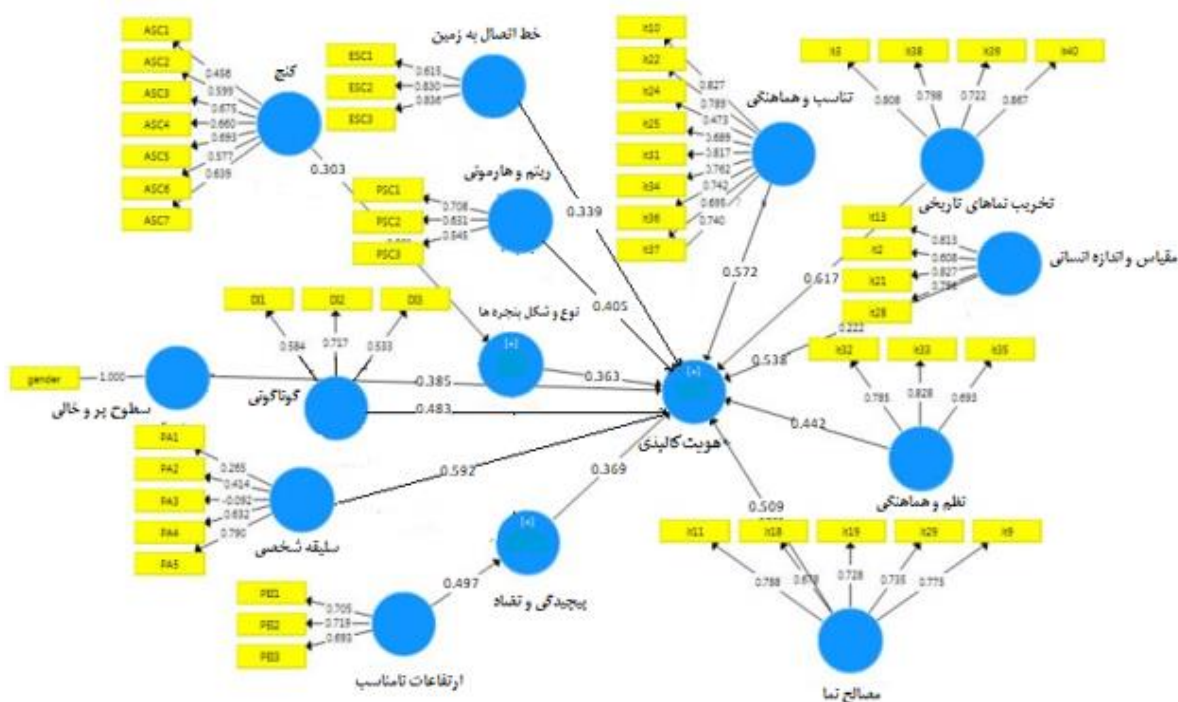 ASC1
ASC2
ASC3
ASC4
ASC5
ASC6
ASC7
0.599
0.675
0.660
0.693
0.577
0.639
کنج
0.303
ESC1
ESC2
ESC3
0.615
0.830
0.836
خط اتصال به زمین
0.339
PSC1
PSC2
PSC3
0.631
0.545
ریتم و هارمونی
0.405
نوع و شکل پنجره ها
[+]
0.363
DI1
DI2
DI3
0.584
0.717
0.533
گوناگونی
0.483
gender
1.000
سطوح پر و خالی
0.385
PA1
PA2
PA3
PA4
PA5
0.265
0.414
-0.092
0.632
0.790
سلیقه شخصی
0.592
PEI1
PEI2
PEI3
0.705
0.719
0.693
ارتفاعات نامناسب
0.497
[+]
پیچیدگی و تضاد
0.369
[+]
هویت کالبدی
it10
it22
it24
it25
it31
it34
it36
it37
0.827
0.789
0.473
0.689
0.817
0.762
0.742
0.695
0.740
تناسب و هماهنگی
0.572
it3
it38
it39
it40
0.808
0.798
0.722
0.867
تخریب نماهای تاریخی
0.617
it13
it2
it21
it28
0.813
0.608
0.827
مقیاس و اندازه انسانی
0.222
0.538
it32
it33
it35
0.785
0.828
0.693
نظم و هماهنگی
0.442
it11
it18
it19
it29
it9
0.788
0.728
0.735
0.775
مصالح نما
0.509